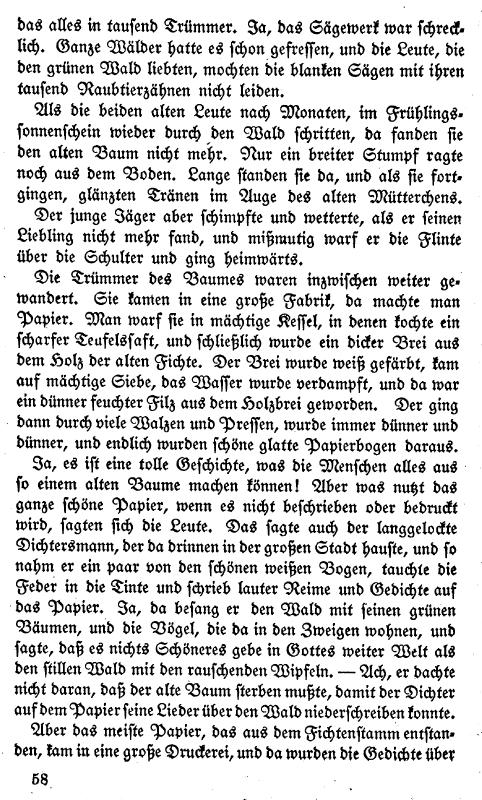 das alles in tausend Trümmer. Ja, das Sägewerk war schreck-
lich. Ganze Wälder hatte es schon gefressen, und die Leute, die
den grünen Wald liebten, mochten die blanken Sägen mit ihren
tausend Raubtierzähnen nicht leiden.
Als die beiden alten Leute nach Monaten, im Frühlings-
sonnenschein wieder durch den Wald schritten, da fanden sie
den alten Baum nicht mehr. Nur ein breiter Stumpf ragte
noch aus dem Boden. Lange standen sie da, und als sie fort-
gingen, glänzten Tränen im Auge des alten Mütterchens.
Der junge Jäger aber schimpfte und wetterte, als er seinen
Liebling nicht mehr fand, und mißmutig warf er die Flinte
über die Schulter und ging heimwärts.
Die Trümmer des Baumes waren inzwischen weiter ge-
wandert. Sie kamen in eine große Fabrik, da machte man
Papier. Man warf sie in mächtige Kessel, in denen kochte ein
scharfer Teufelssaft, und schließlich wurde ein dicker Brei aus
dem Holz der alten Fichte. Der Brei wurde weiß gefärbt, kam
auf mächtige Siebe, das Wasser wurde verdampft, und da war
ein dünner feuchter Filz aus dem Holzbrei geworden. Der ging
dann durch viele Walzen und Pressen, wurde immer dünner und
dünner, und endlich wurden schöne glatte Papierbogen daraus.
Ja, es ist eine tolle Geschichte, was die Menschen alles aus
so einem alten Baume machen können! Aber was nutzt das
ganze schöne Papier, wenn es nicht beschrieben oder bedruckt
wird, sagten sich die Leute. Das sagte auch der langgelockte
Dichtersmann, der da drinnen in der großen Stadt hauste, und so
nahm er ein paar von den schönen weißen Bogen, tauchte die
Feder in die Tinte und schrieb lauter Reime und Gedichte auf
das Papier. Ja, da besang er den Wald mit seinen grünen
Bäumen, und die Vögel, die da in den Zweigen wohnen, und
sagte, daß es nichts Schöneres gebe in Gottes weiter Welt als
den stillen Wald mit den rauschenden Wipfeln. — Ach, er dachte
nicht daran, daß der alte Baum sterben mußte, damit der Dichter
auf dem Papier seine Lieder über den Wald niederschreiben konnte.
Aber das meiste Papier, das aus dem Fichtenstamm entstan-
den, kam in eine große Druckerei, und da wurden die Gedichte über
58